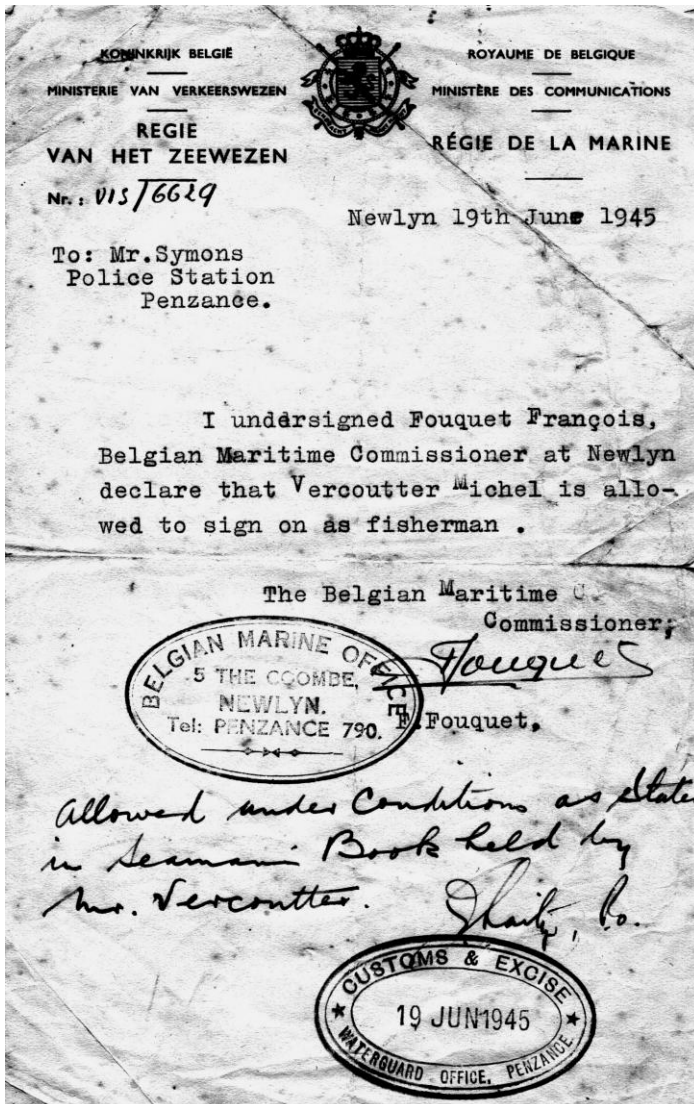 KONINKRIJK BELGIË
MINISTERIE VAN VERKEERSWEZEN
REGIE
VAN HET ZEEWEZEN
Nr.: VIS/6629
ROYAUME DE BELGIQUE
MINISTÈRE DES COMMUNICATIONS
RÉGIE DE LA MARINE
Newlyn 19th June 1945
To: Mr.Symons
Police Station
Penzance.
I undersigned Fouquet François,
Belgian Maritime Commissioner at Newlyn
declare that Vercoutter Michel is allo-
wed to sign on as fisherman .
The Belgian Maritime C.
Commissioner,
Fouquet
F.Fouquet.
BELGIAN MARINE OFFICE
5 THE COOMBE,
NEWLYN.
Tel: PENZANCE 790.
Allowed under Conditions as State
in Seamans Book held by
Mr. Vercoutter.
P.O.
CUSTOMS & EXCISE
19 JUN 1945
WATERGUARD OFFICE. PENZANCE